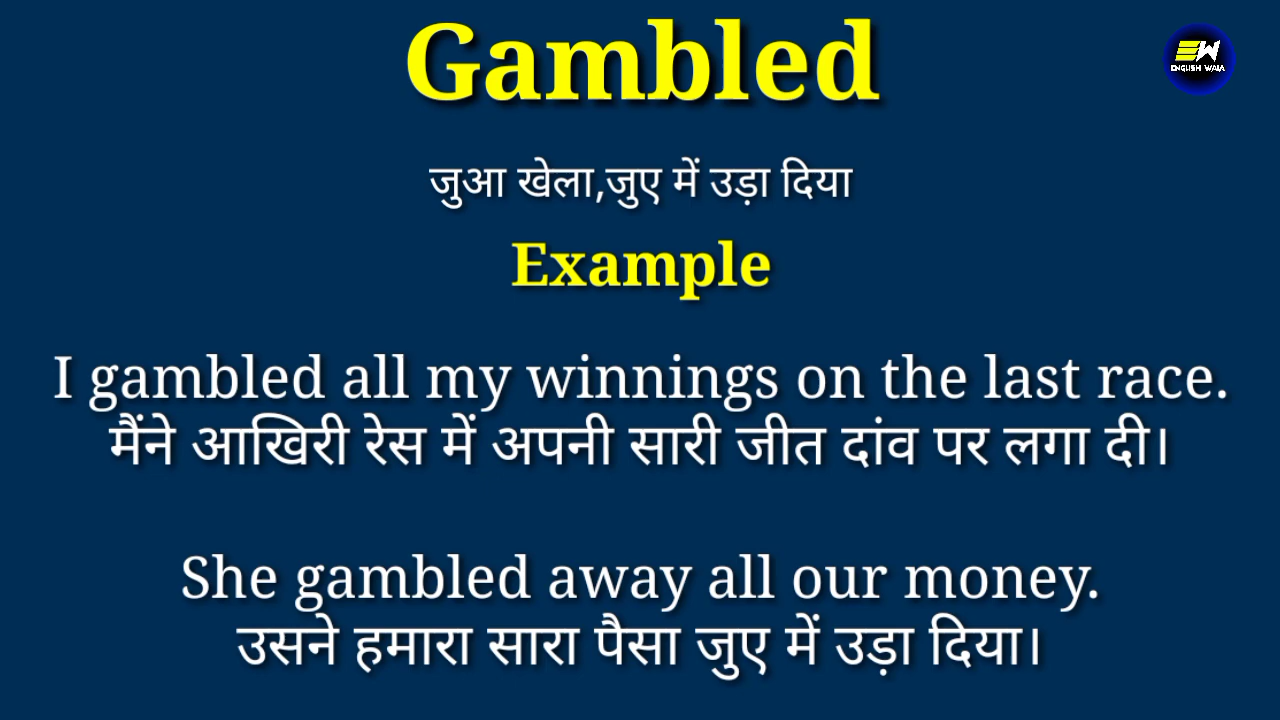 Gambled
EW
ENGLISH WALA
जुआ खेला,जुए में उड़ा दिया
Example
I gambled all my winnings on the last race.
मैंने आखिरी रेस में अपनी सारी जीत दांव पर लगा दी।
She gambled away all our money.
उसने हमारा सारा पैसा जुए में उड़ा दिया।